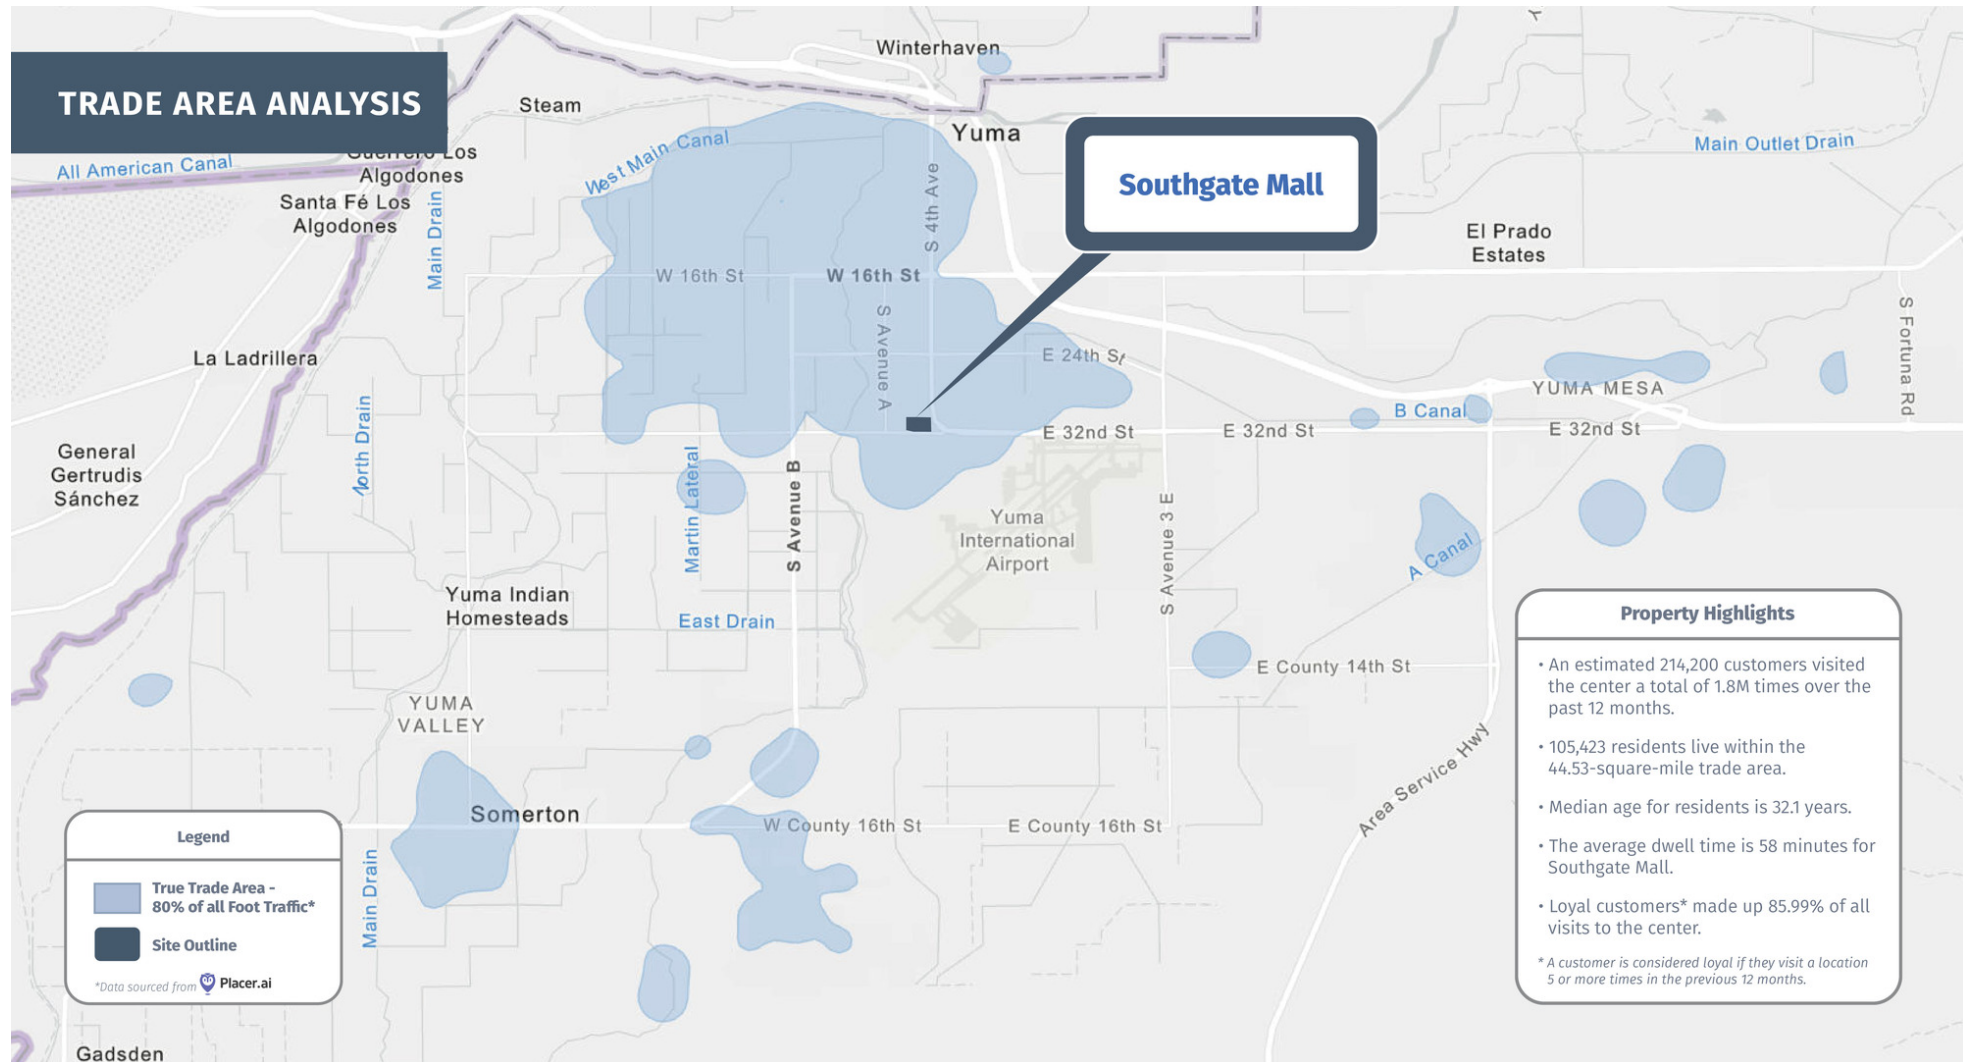 TRADE AREA ANALYSIS
Winterhaven
Steam
Yuma
West Main Canal
All American Canal
Guerrero Los
Algodones
Santa Fé Los
Algodones
Main Drain
S 4th Ave
Southgate Mall
Main Outlet Drain
El Prado
Estates
W 16th St
W 16th St
S Avenue A
E 24th St
S Fortuna Rd
La Ladrillera
YUMA MESA
B Canal
E 32nd St
E 32nd St
E 32nd St
North Drain
General
Gertrudis
Sánchez
Martin Lateral
S Avenue B
Yuma
International
Airport
S Avenue 3 E
A Canal
Yuma Indian
Homesteads
East Drain
E County 14th St
YUMA
VALLEY
Area Service Hwy
Somerton
W County 16th St
E County 16th St
Main Drain
Gadsden
Legend
True Trade Area -
80% of all Foot Traffic*
Site Outline
*Data sourced from Placer.ai
Property Highlights
• An estimated 214,200 customers visited
the center a total of 1.8M times over the
past 12 months.
• 105,423 residents live within the
44.53-square-mile trade area.
• Median age for residents is 32.1 years.
• The average dwell time is 58 minutes for
Southgate Mall.
• Loyal customers* made up 85.99% of all
visits to the center.
* A customer is considered loyal if they visit a location
5 or more times in the previous 12 months.